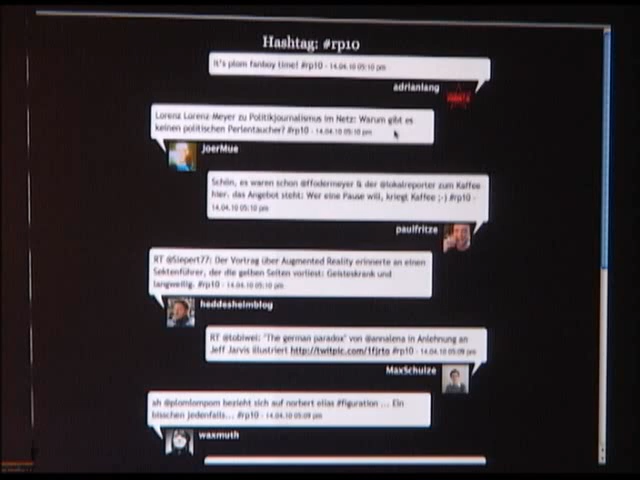 Hashtag: #rp10
It's plom fanboy time! #rp10 - 14.04.10 05:10 pm
adrianlang
Lorenz Lorenz-Meyer zu Politikjournalismus im Netz: Warum gibt es
keinen politischen Perlentaucher? #rp10 - 14.04.10 05:10 pm
JoerMue
Schön, es waren schon @ffodermeyer & der @lokalreporter zum Kaffee
hier. das Angebot steht: Wer eine Pause will, kriegt Kaffee ;-) #rp10 -
14.04.10 05:10 pm
paulfritze
RT @Siepert77: Der Vortrag über Augmented Reality erinnerte an einen
Sektenführer, der die gelben Seiten vorliest: Geisteskrank und
langweilig. #rp10 - 14.04.10 05:10 pm
heddesheimblog
RT @tobiwei: "The german paradox" von @annalena in Anlehnung an
Jeff Jarvis illustriert http://twitpic.com/1fjrto #rp10 - 14.04.10 05:09 pm
MaxSchulze
ah @plomlompom bezieht sich auf norbert elias #figuration ... Ein
bisschen jedenfalls... #rp10 - 14.04.10 05:09 pm
waxmuth